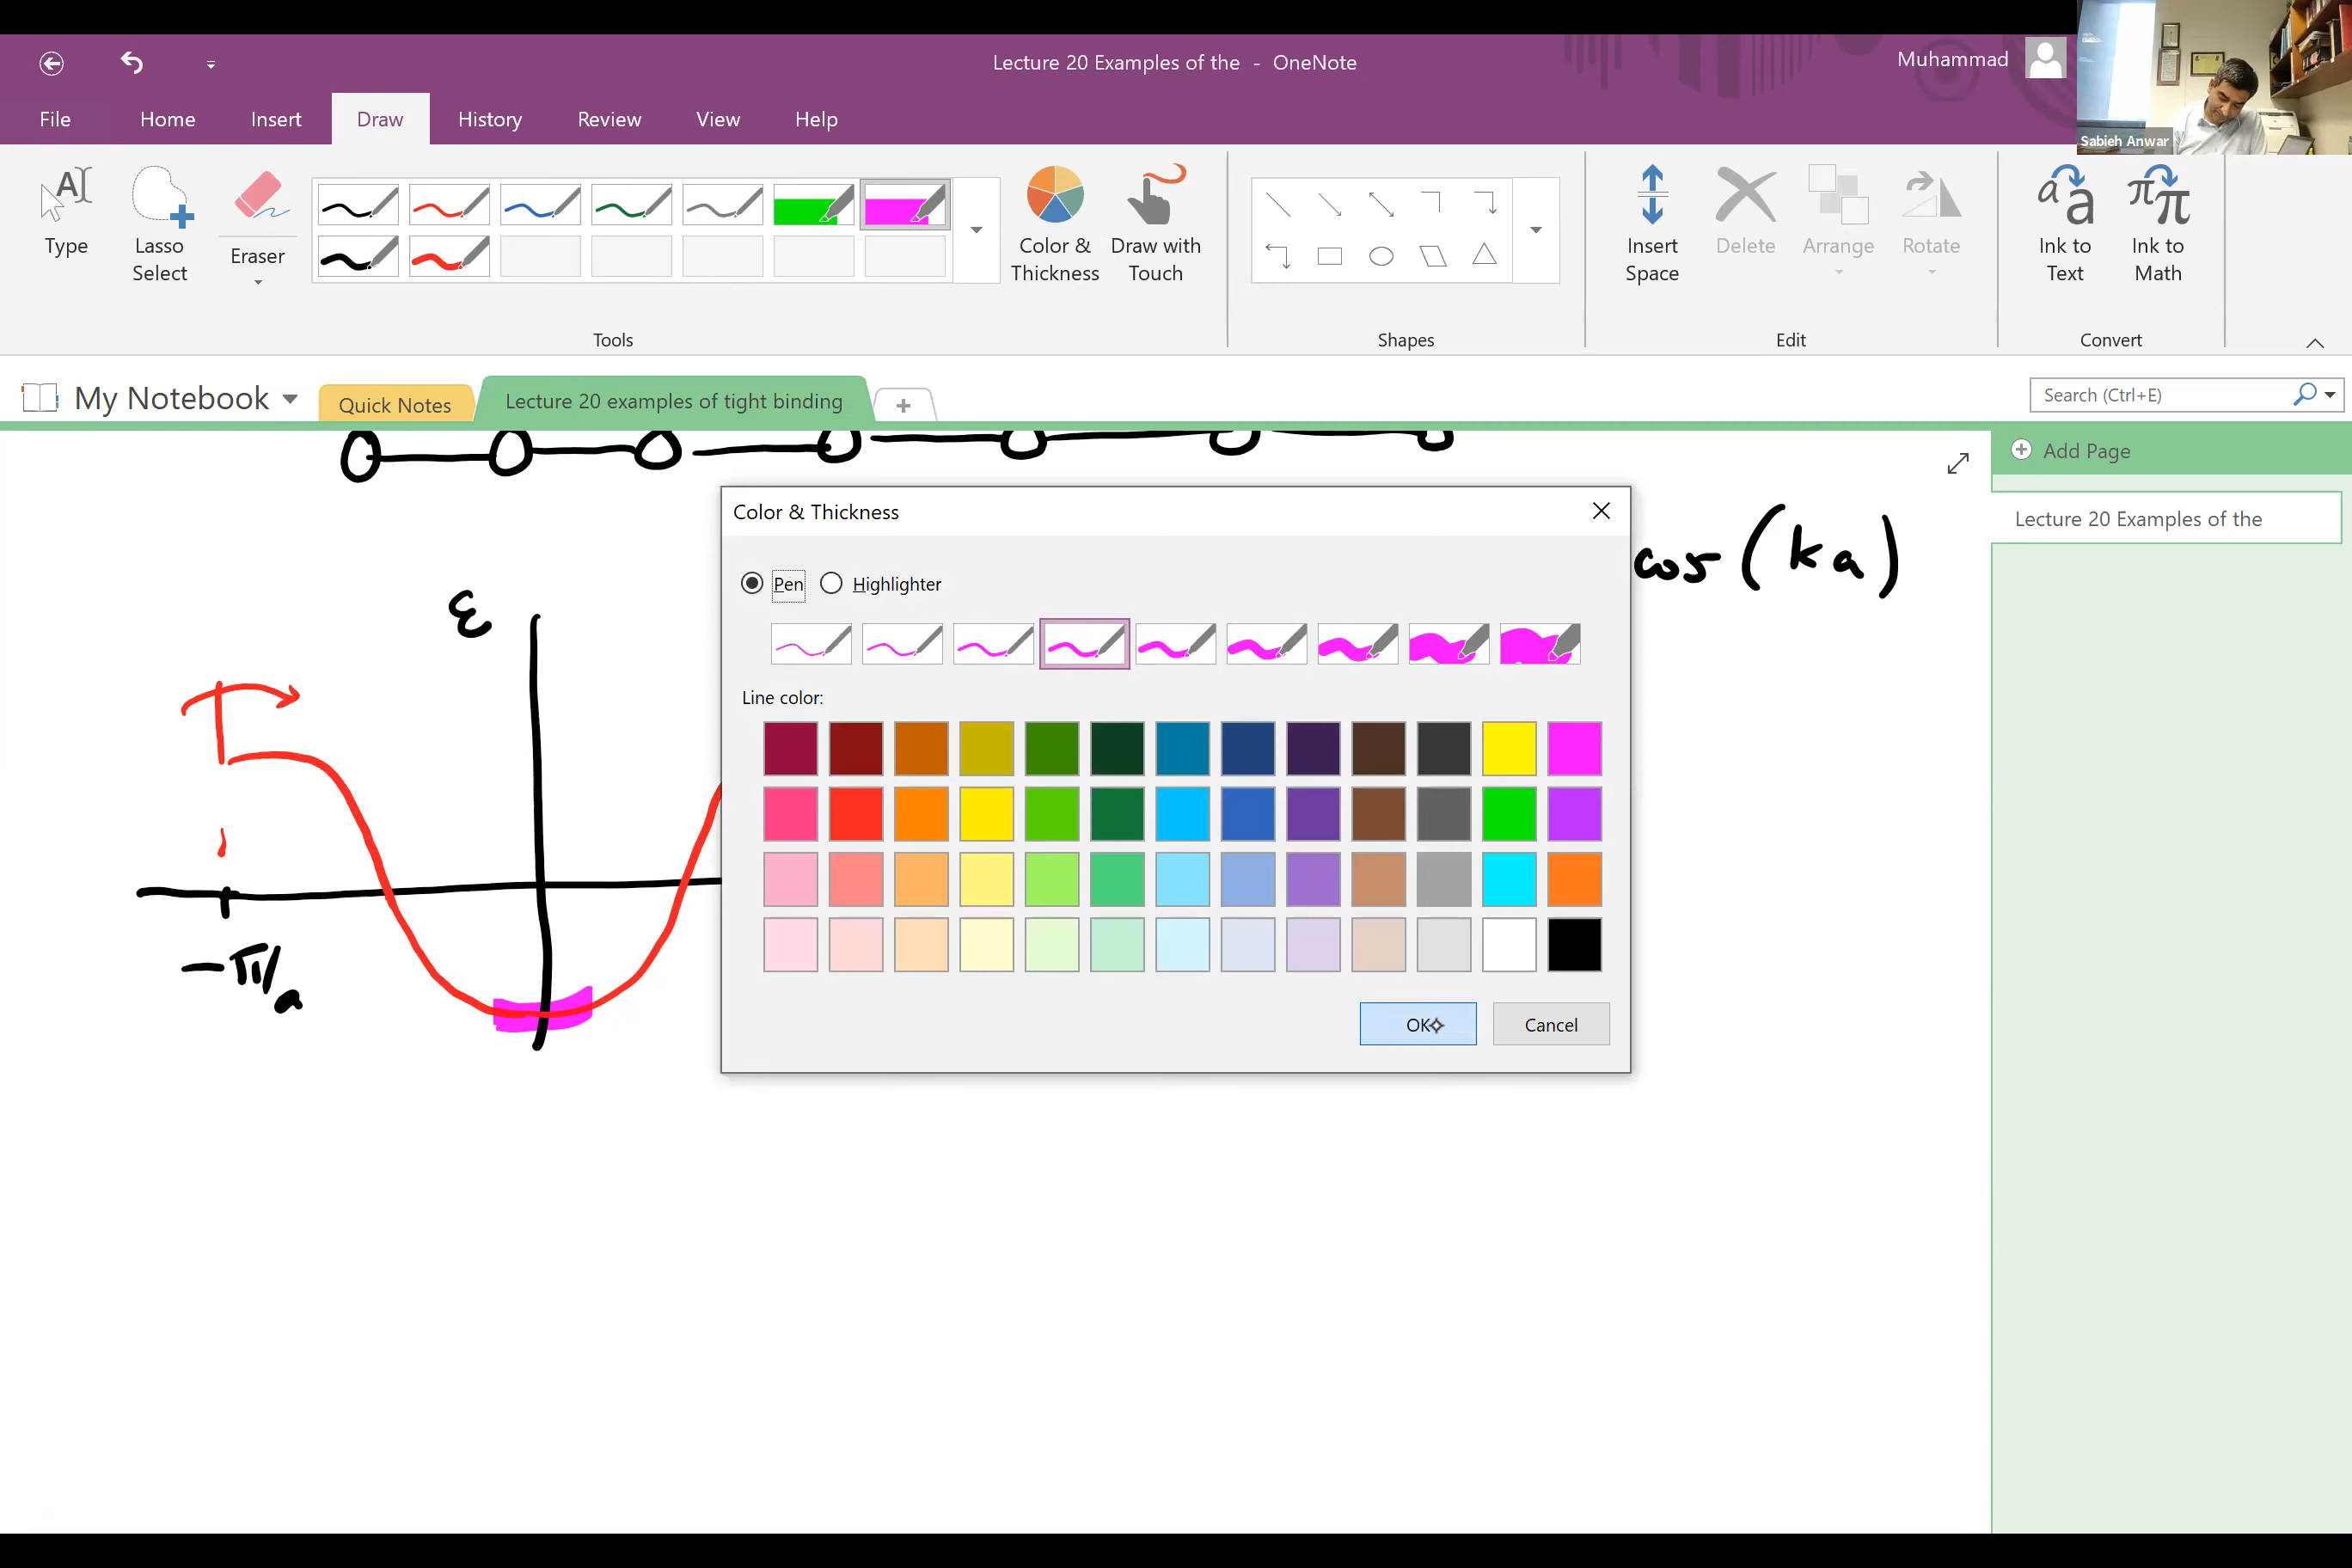 Lecture 20 Examples of the - OneNote
Muhammad
Sabieh Anwar
File Home Insert Draw History Review View Help
Type
Lasso Select
Eraser
Color & Thickness
Draw with Touch
Tools
Shapes
Insert Space
Delete
Arrange
Rotate
Edit
Ink to Text
Ink to Math
Convert
My Notebook
Quick Notes
Lecture 20 examples of tight binding
Search (Ctrl+E)
Add Page
Lecture 20 Examples of the
Color & Thickness
Pen Highlighter
Line color:
OK Cancel
cos (ka)
ε
-π/a